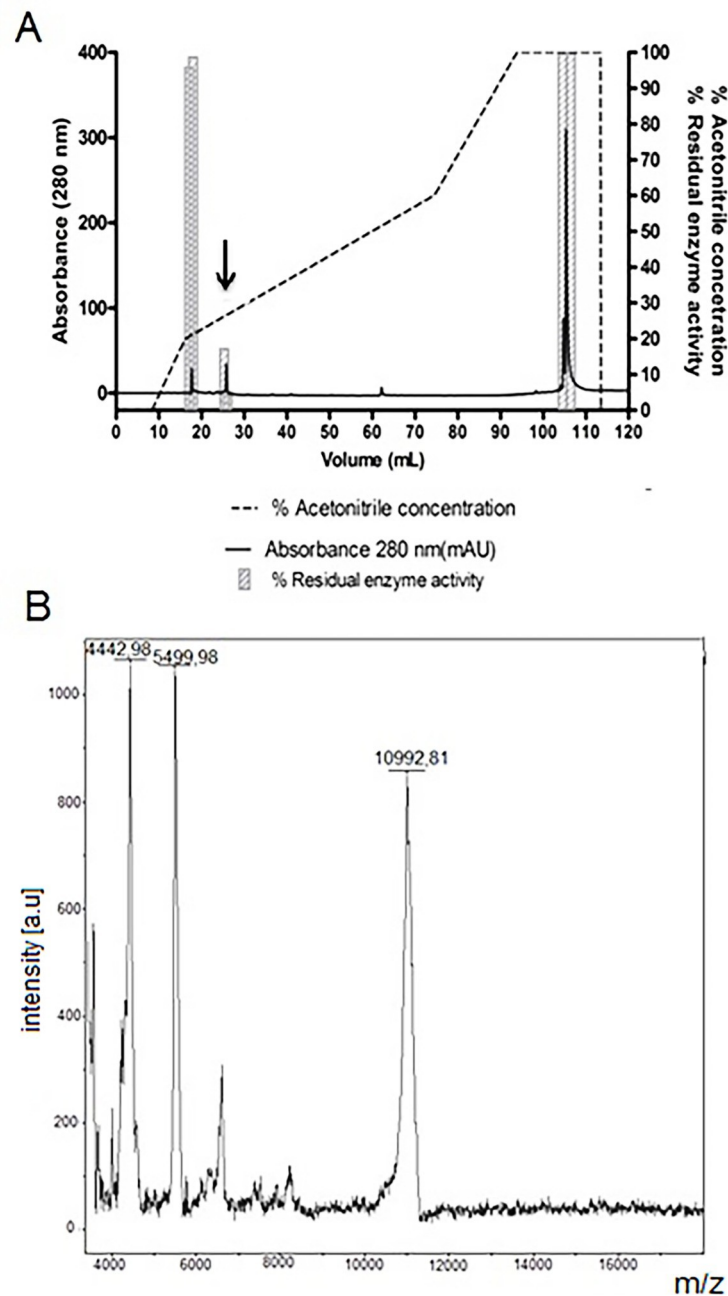 A
Absorbance (280 nm)
400
300
200
100
0
0 10 20 30 40 50 60 70 80 90 100 110 120
Volume (mL)
100
90
80
70
60
50
40
30
20
10
0
% Acetonitrile concetration
% Residual enzyme activity
% Acetonitrile concentration
Absorbance 280 nm(mAU)
% Residual enzyme activity
B
4442,98
5499,98
10992,81
intensity [a.u]
1000
800
600
400
200
0
4000 6000 8000 10000 12000 14000 16000
m/z